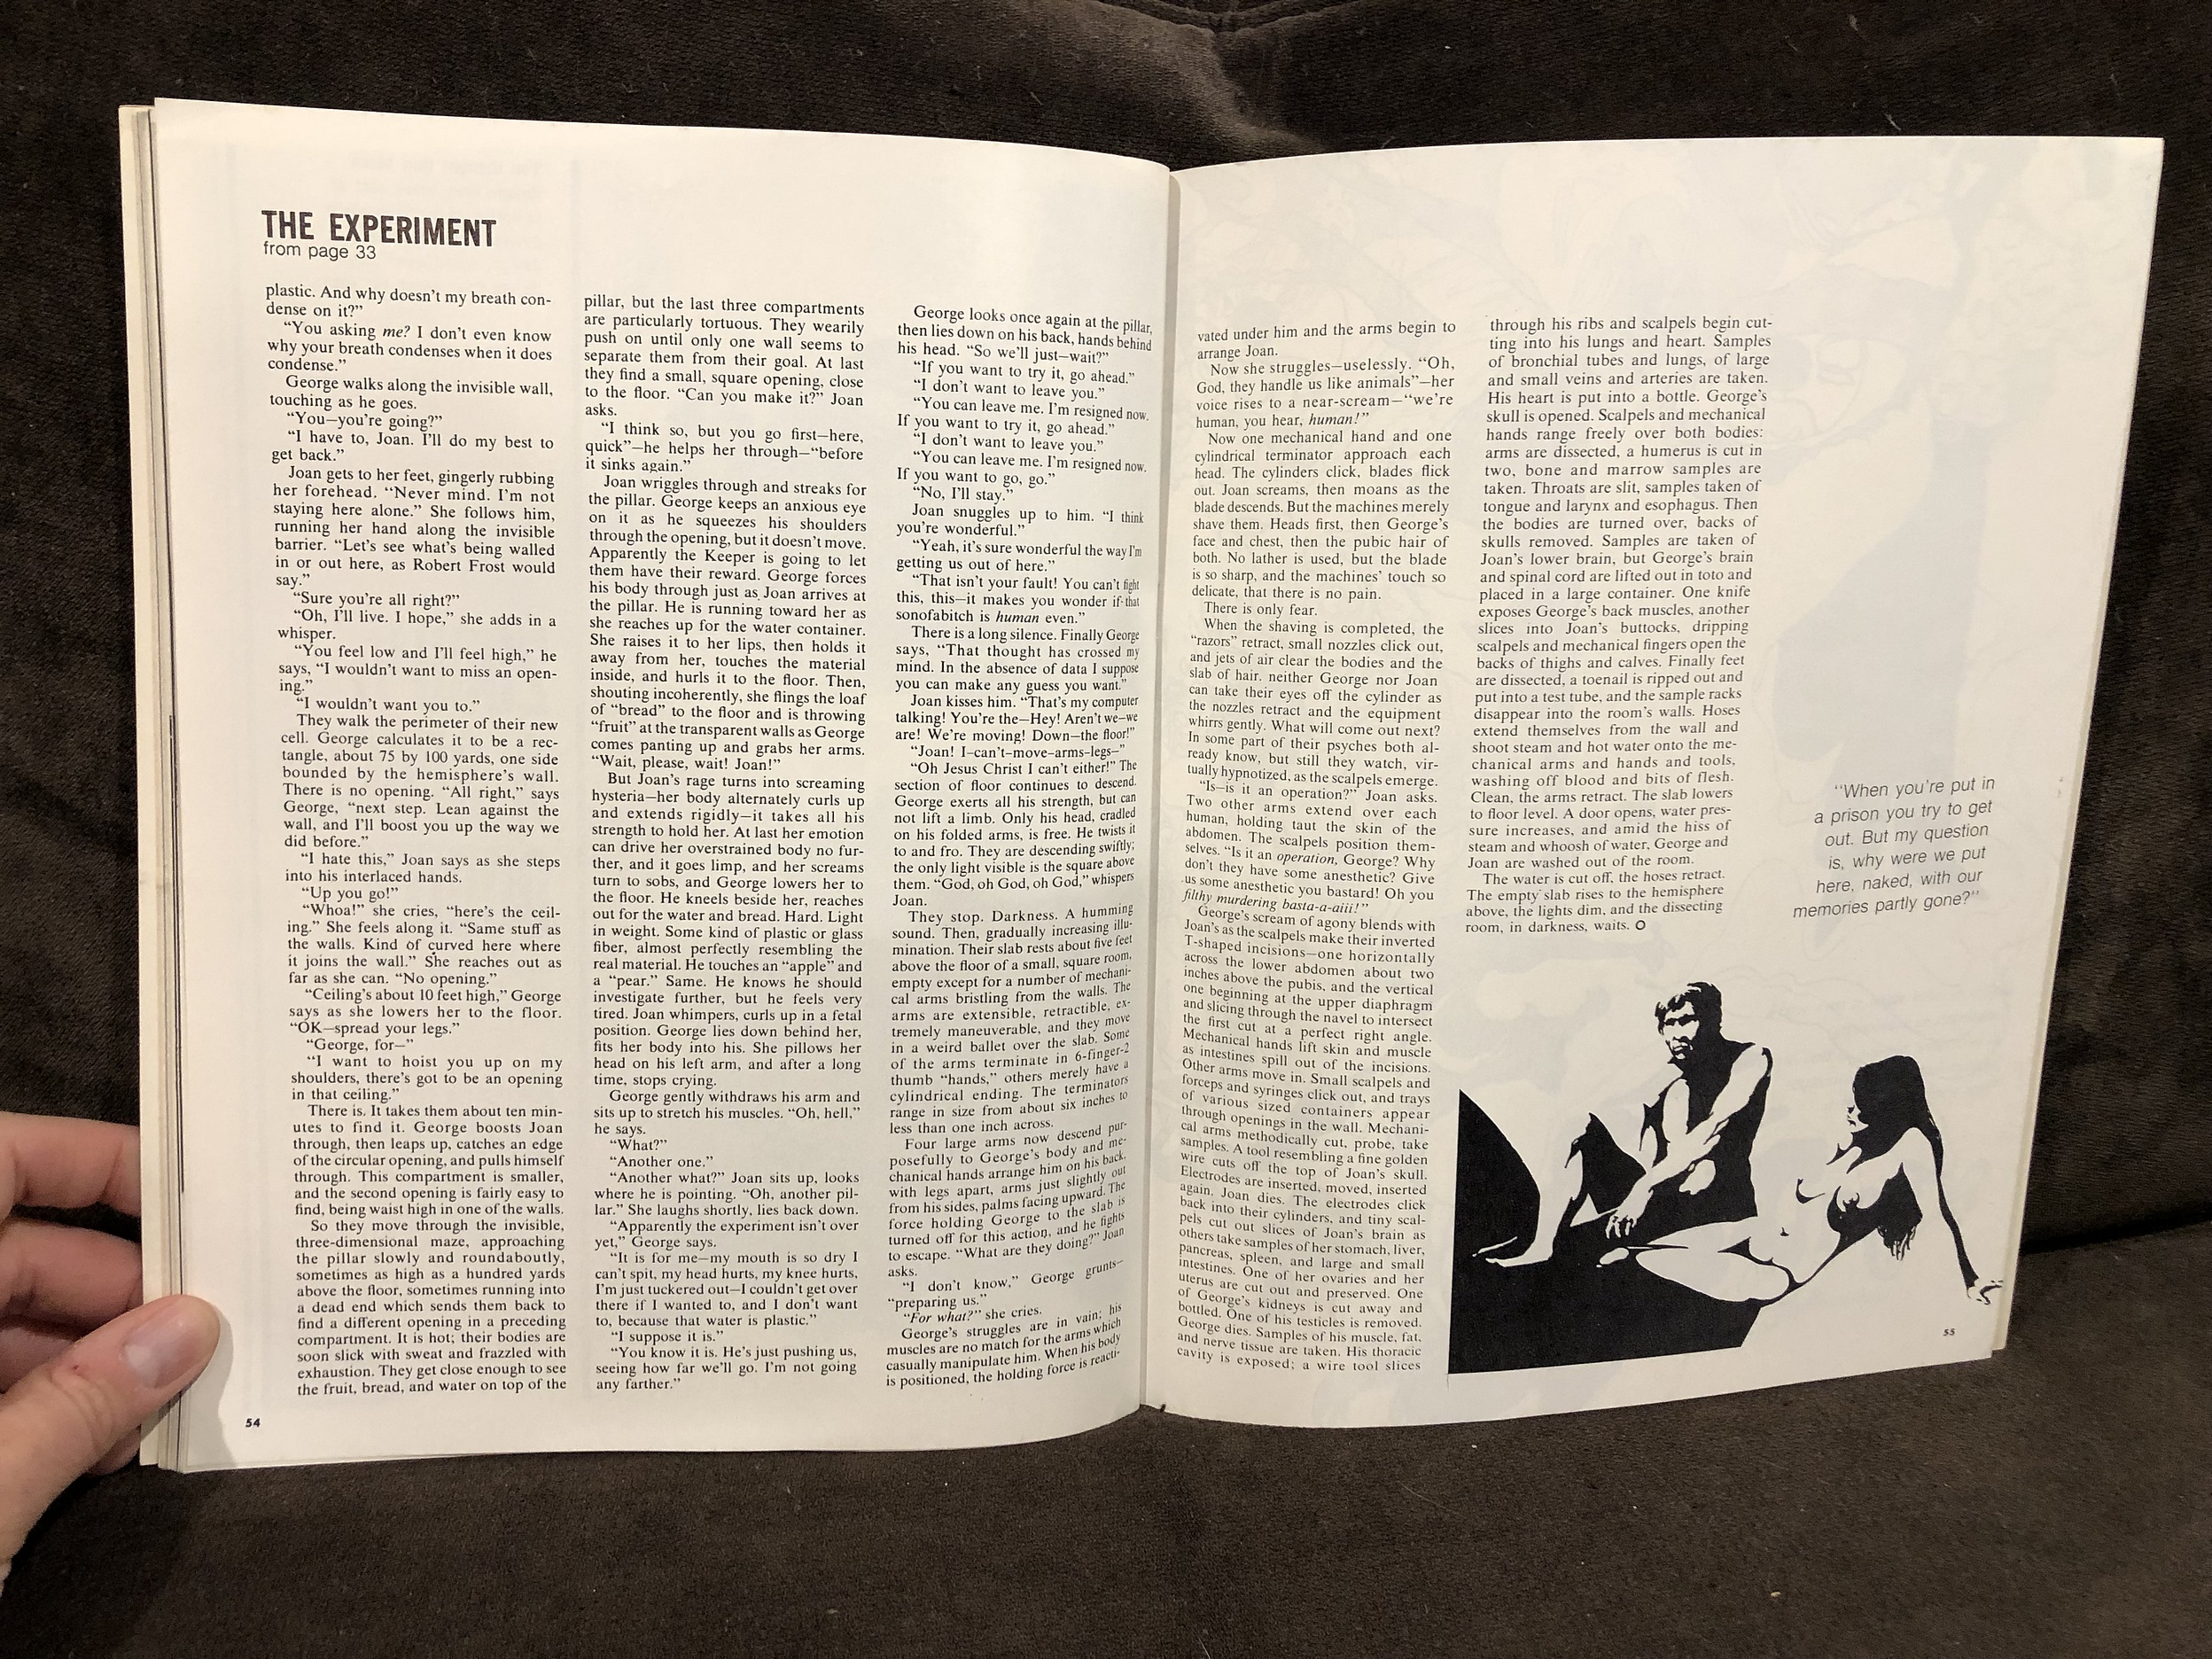 THE EXPERIMENT
from page 33
plastic. And why doesn't my breath con-
dense on it?"
"You asking me? I don't even know
why your breath condenses when it does
condense."
George walks along the invisible wall,
touching as he goes.
"You—you're going?"
"I have to, Joan. I'll do my best to
get back."
Joan gets to her feet, gingerly rubbing
her forehead. "Never mind. I'm not
staying here alone." She follows him,
running her hand along the invisible
barrier. "Let's see what's being walled
in or out here, as Robert Frost would
say."
"Sure you're all right?"
"Oh, I'll live. I hope," she adds in a
whisper.
"You feel low and I'll feel high," he
says, "I wouldn't want to miss an open-
ing."
"I wouldn't want you to."
They walk the perimeter of their new
cell. George calculates it to be a rec-
tangle, about 75 by 100 yards, one side
bounded by the hemisphere's wall.
There is no opening. "All right," says
George, "next step. Lean against the
wall, and I'll boost you up the way we
did before."
"I hate this," Joan says as she steps
into his interlaced hands.
"Up you go!"
"Whoa!" she cries, "here's the ceil-
ing." She feels along it. "Same stuff as
the walls. Kind of curved here where
it joins the wall." She reaches out as
far as she can. "No opening."
"Ceiling's about 10 feet high," George
says as she lowers her to the floor.
"OK—spread your legs."
"George, for—"
"I want to hoist you up on my
shoulders, there's got to be an opening
in that ceiling."
There is. It takes them about ten min-
utes to find it. George boosts Joan
through, then leaps up, catches an edge
of the circular opening, and pulls himself
through. This compartment is smaller,
and the second opening is fairly easy to
find, being waist high in one of the walls.
So they move through the invisible,
three-dimensional maze, approaching
the pillar slowly and roundaboutly,
sometimes as high as a hundred yards
above the floor, sometimes running into
a dead end which sends them back to
find a different opening in a preceding
compartment. It is hot; their bodies are
soon slick with sweat and frazzled with
exhaustion. They get close enough to see
the fruit, bread, and water on top of the
54
pillar, but the last three compartments
are particularly tortuous. They wearily
push on until only one wall seems to
separate them from their goal. At last
they find a small, square opening, close
to the floor. "Can you make it?" Joan
asks.
"I think so, but you go first—here,
quick"—he helps her through—"before
it sinks again."
Joan wriggles through and streaks for
the pillar. George keeps an anxious eye
on it as he squeezes his shoulders
through the opening, but it doesn't move.
Apparently the Keeper is going to let
them have their reward. George forces
his body through just as Joan arrives at
the pillar. He is running toward her as
she reaches up for the water container.
She raises it to her lips, then holds it
away from her, touches the material
inside, and hurls it to the floor. Then,
shouting incoherently, she flings the loaf
of "bread" to the floor and is throwing
"fruit" at the transparent walls as George
comes panting up and grabs her arms.
"Wait, please, wait! Joan!"
But Joan's rage turns into screaming
hysteria—her body alternately curls up
and extends rigidly—it takes all his
strength to hold her. At last her emotion
can drive her overstrained body no fur-
ther, and it goes limp, and her screams
turn to sobs, and George lowers her to
the floor. He kneels beside her, reaches
out for the water and bread. Hard. Light
in weight. Some kind of plastic or glass
fiber, almost perfectly resembling the
real material. He touches an "apple" and
a "pear." Same. He knows he should
investigate further, but he feels very
tired. Joan whimpers, curls up in a fetal
position. George lies down behind her,
fits her body into his. She pillows her
head on his left arm, and after a long
time, stops crying.
George gently withdraws his arm and
sits up to stretch his muscles. "Oh, hell,"
he says.
"What?"
"Another one."
"Another what?" Joan sits up, looks
where he is pointing. "Oh, another pil-
lar." She laughs shortly, lies back down.
"Apparently the experiment isn't over
yet," George says.
"It is for me—my mouth is so dry I
can't spit, my head hurts, my knee hurts,
I'm just tuckered out—I couldn't get over
there if I wanted to, and I don't want
to, because that water is plastic."
"I suppose it is."
"You know it is. He's just pushing us,
seeing how far we'll go. I'm not going
any farther."
George looks once again at the pillar,
then lies down on his back, hands behind
his head. "So we'll just—wait?"
"If you want to try it, go ahead."
"I don't want to leave you."
"You can leave me. I'm resigned now.
If you want to try it, go ahead."
"I don't want to leave you."
"You can leave me. I'm resigned now.
If you want to go, go."
"No, I'll stay."
Joan snuggles up to him. "I think
you're wonderful."
"Yeah, it's sure wonderful the way I'm
getting us out of here."
"That isn't your fault! You can't fight
this, this—it makes you wonder if that
sonofabitch is human even."
There is a long silence. Finally George
says, "That thought has crossed my
mind. In the absence of data I suppose
you can make any guess you want."
Joan kisses him. "That's my computer
talking! You're the—Hey! Aren't we—we
are! We're moving! Down—the floor!"
"Joan! I—can't—move—arms-legs—"
"Oh Jesus Christ I can't either!" The
section of floor continues to descend.
George exerts all his strength, but can
not lift a limb. Only his head, cradled
on his folded arms, is free. He twists it
to and fro. They are descending swiftly;
the only light visible is the square above
them. "God, oh God, oh God," whispers
Joan.
They stop. Darkness. A humming
sound. Then, gradually increasing illu-
mination. Their slab rests about five feet
above the floor of a small, square room,
empty except for a number of mechani-
cal arms bristling from the walls. The
arms are extensible, retractible, ex-
tremely maneuverable, and they move
in a weird ballet over the slab. Some
of the arms terminate in 6-finger-2
thumb "hands," others merely have a
cylindrical ending. The terminators
range in size from about six inches to
less than one inch across.
Four large arms now descend pur-
posefully to George's body and me-
chanical hands arrange him on his back,
with legs apart, arms just slightly out
from his sides, palms facing upward. The
force holding George to the slab is
turned off for this action, and he fights
to escape. "What are they doing?" Joan
asks.
"I don't know," George grunts—
"preparing us."
"For what?" she cries.
George's struggles are in vain; his
muscles are no match for the arms which
casually manipulate him. When his body
is positioned, the holding force is reacti-
vated under him and the arms begin to
arrange Joan.
Now she struggles—uselessly. "Oh,
God, they handle us like animals"—her
voice rises to a near-scream—"we're
human, you hear, human!"
Now one mechanical hand and one
cylindrical terminator approach each
head. The cylinders click, blades flick
out. Joan screams, then moans as the
blade descends. But the machines merely
shave them. Heads first, then George's
face and chest, then the pubic hair of
both. No lather is used, but the blade
is so sharp, and the machines' touch so
delicate, that there is no pain.
There is only fear.
When the shaving is completed, the
"razors" retract, small nozzles click out,
and jets of air clear the bodies and the
slab of hair. neither George nor Joan
can take their eyes off the cylinder as
the nozzles retract and the equipment
whirrs gently. What will come out next?
In some part of their psyches both al-
ready know, but still they watch, vir-
tually hypnotized, as the scalpels emerge.
"Is—is it an operation?" Joan asks.
Two other arms extend over each
human, holding taut the skin of the
abdomen. The scalpels position them-
selves. "Is it an operation, George? Why
don't they have some anesthetic? Give
us some anesthetic you bastard! Oh you
filthy murdering basta-a-aiii!"
George's scream of agony blends with
Joan's as the scalpels make their inverted
T-shaped incisions—one horizontally
across the lower abdomen about two
inches above the pubis, and the vertical
one beginning at the upper diaphragm
and slicing through the navel to intersect
the first cut at a perfect right angle.
Mechanical hands lift skin and muscle
as intestines spill out of the incisions.
Other arms move in. Small scalpels and
forceps and syringes click out, and trays
of various sized containers appear
through openings in the wall. Mechani-
cal arms methodically cut, probe, take
samples. A tool resembling a fine golden
wire cuts off the top of Joan's skull.
Electrodes are inserted, moved, inserted
again. Joan dies. The electrodes click
back into their cylinders, and tiny scal-
pels cut out slices of Joan's brain as
others take samples of her stomach, liver,
pancreas, spleen, and large and small
intestines. One of her ovaries and her
uterus are cut out and preserved. One
of George's kidneys is cut away and
bottled. One of his testicles is removed.
George dies. Samples of his muscle, fat,
and nerve tissue are taken. His thoracic
cavity is exposed; a wire tool slices
through his ribs and scalpels begin cut-
ting into his lungs and heart. Samples
of bronchial tubes and lungs, of large
and small veins and arteries are taken.
His heart is put into a bottle. George's
skull is opened. Scalpels and mechanical
hands range freely over both bodies:
arms are dissected, a humerus is cut in
two, bone and marrow samples are
taken. Throats are slit, samples taken of
tongue and larynx and esophagus. Then
the bodies are turned over, backs of
skulls removed. Samples are taken of
Joan's lower brain, but George's brain
and spinal cord are lifted out in toto and
placed in a large container. One knife
exposes George's back muscles, another
slices into Joan's buttocks, dripping
scalpels and mechanical fingers open the
backs of thighs and calves. Finally feet
are dissected, a toenail is ripped out and
put into a test tube, and the sample racks
disappear into the room's walls. Hoses
extend themselves from the wall and
shoot steam and hot water onto the me-
chanical arms and hands and tools,
washing off blood and bits of flesh.
Clean, the arms retract. The slab lowers
to floor level. A door opens, water pres-
sure increases, and amid the hiss of
steam and whoosh of water, George and
Joan are washed out of the room.
The water is cut off, the hoses retract.
The empty slab rises to the hemisphere
above, the lights dim, and the dissecting
room, in darkness, waits.
"When you're put in
a prison you try to get
out. But my question
is, why were we put
here, naked, with our
memories partly gone?"
55